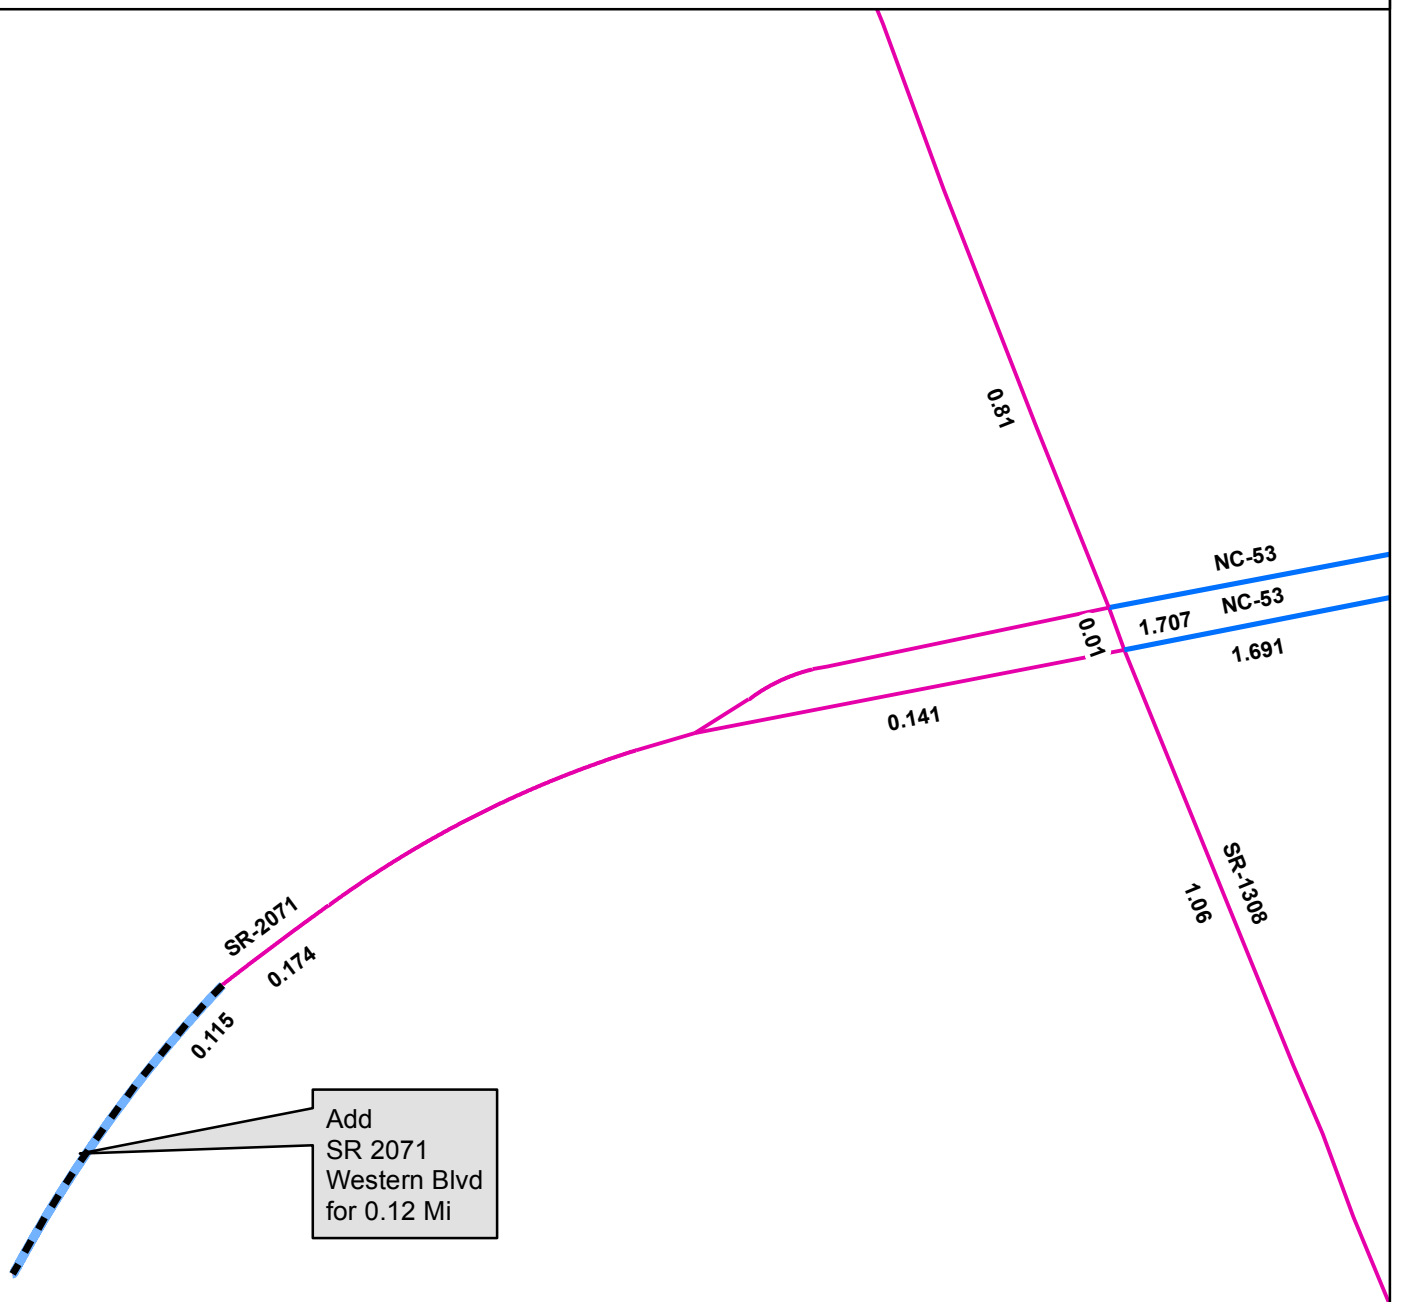 0.81
NC-53
NC-53
1.707
0.01
1.691
0.141
SR-1308
1.06
SR-2071
0.174
0.115
Add
SR 2071
Western Blvd
for 0.12 Mi